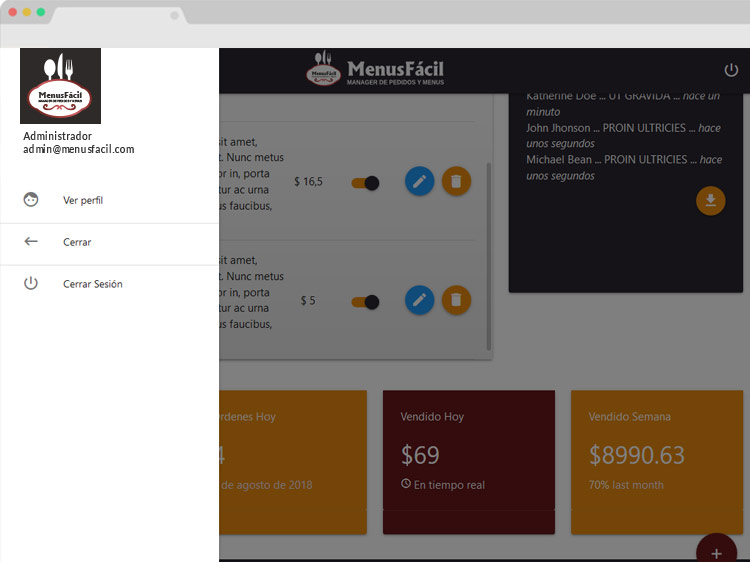 MenusFácil
MANAGER DE PEDIDOS Y MENUS
Administrador
admin@menusfacil.com
Ver perfil
Cerrar
Cerrar Sesión
MenusFácil
MANAGER DE PEDIDOS Y MENUS
MenusFácil
sit amet,
t. Nunc metus
or in, porta
tur ac urna
us faucibus,
$ 16,5
sit amet,
t. Nunc metus
or in, porta
tur ac urna
us faucibus,
$ 5
Katherine Doe ... UT GRAVIDA ... hace un
minuto
John Jhonson ... PROIN ULTRICIES ... hace
unos segundos
Michael Bean ... PROIN ULTRICIES ... hace
unos segundos
rdenes Hoy
4
de agosto de 2018
Vendido Hoy
$69
En tiempo real
Vendido Semana
$8990.63
70% last month